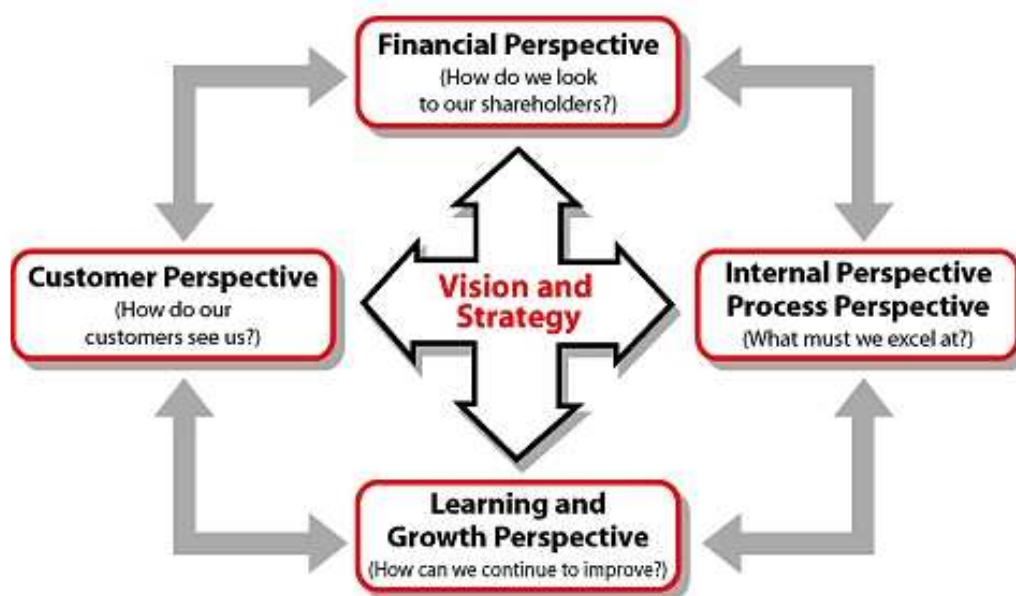 Financial Perspective
(How do we look
to our shareholders?)
Customer Perspective
(How do our
customers see us?)
Vision and
Strategy
Internal Perspective
Process Perspective
(What must we excel at?)
Learning and
Growth Perspective
(How can we continue to improve?)